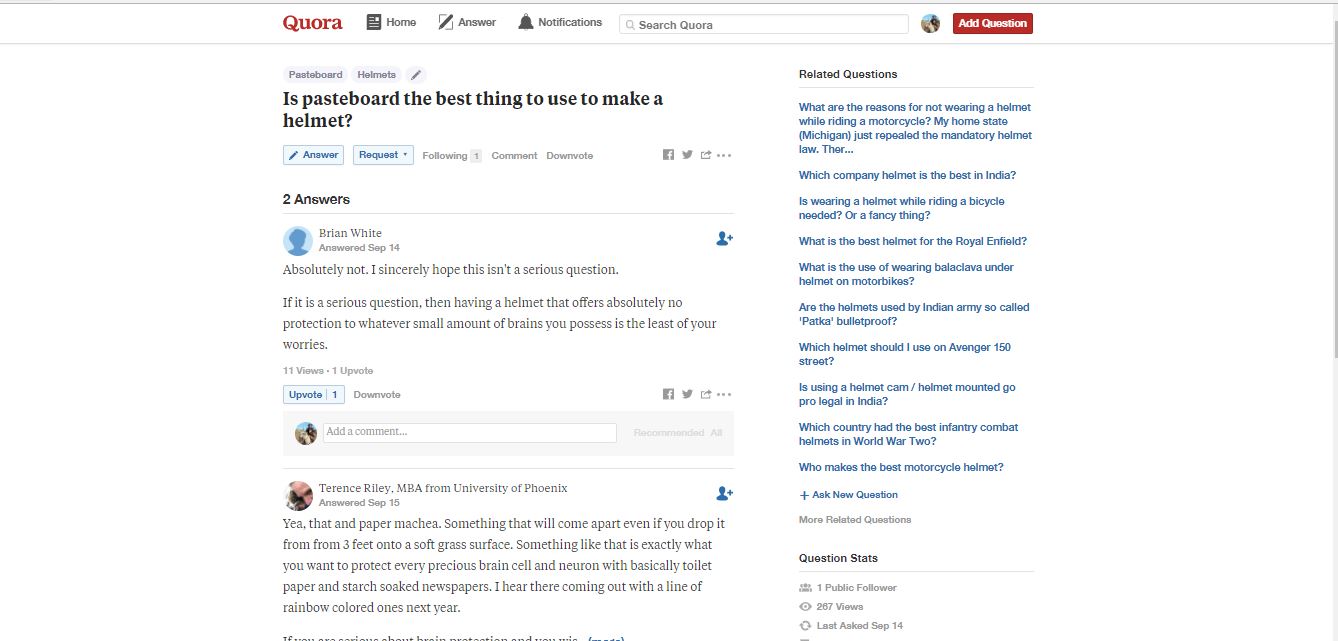 Quora Home Answer Notifications Search Quora Add Question
Pasteboard Helmets
Is pasteboard the best thing to use to make a
helmet?
Answer Request Following 1 Comment Downvote
2 Answers
Brian White
Answered Sep 14
Absolutely not. I sincerely hope this isn't a serious question.
If it is a serious question, then having a helmet that offers absolutely no
protection to whatever small amount of brains you possess is the least of your
worries.
11 Views • 1 Upvote
Upvote 1 Downvote
Add a comment...
Recommended All
Terence Riley, MBA from University of Phoenix
Answered Sep 15
Yea, that and paper machea. Something that will come apart even if you drop it
from from 3 feet onto a soft grass surface. Something like that is exactly what
you want to protect every precious brain cell and neuron with basically toilet
paper and starch soaked newspapers. I hear there coming out with a line of
rainbow colored ones next year.
If you are serious about brain protection and you wis... (more)
Related Questions
What are the reasons for not wearing a helmet
while riding a motorcycle? My home state
(Michigan) just repealed the mandatory helmet
law. Ther...
Which company helmet is the best in India?
Is wearing a helmet while riding a bicycle
needed? Or a fancy thing?
What is the best helmet for the Royal Enfield?
What is the use of wearing balaclava under
helmet on motorbikes?
Are the helmets used by Indian army so called
'Patka' bulletproof?
Which helmet should I use on Avenger 150
street?
Is using a helmet cam / helmet mounted go
pro legal in India?
Which country had the best infantry combat
helmets in World War Two?
Who makes the best motorcycle helmet?
+ Ask New Question
More Related Questions
Question Stats
1 Public Follower
267 Views
Last Asked Sep 14